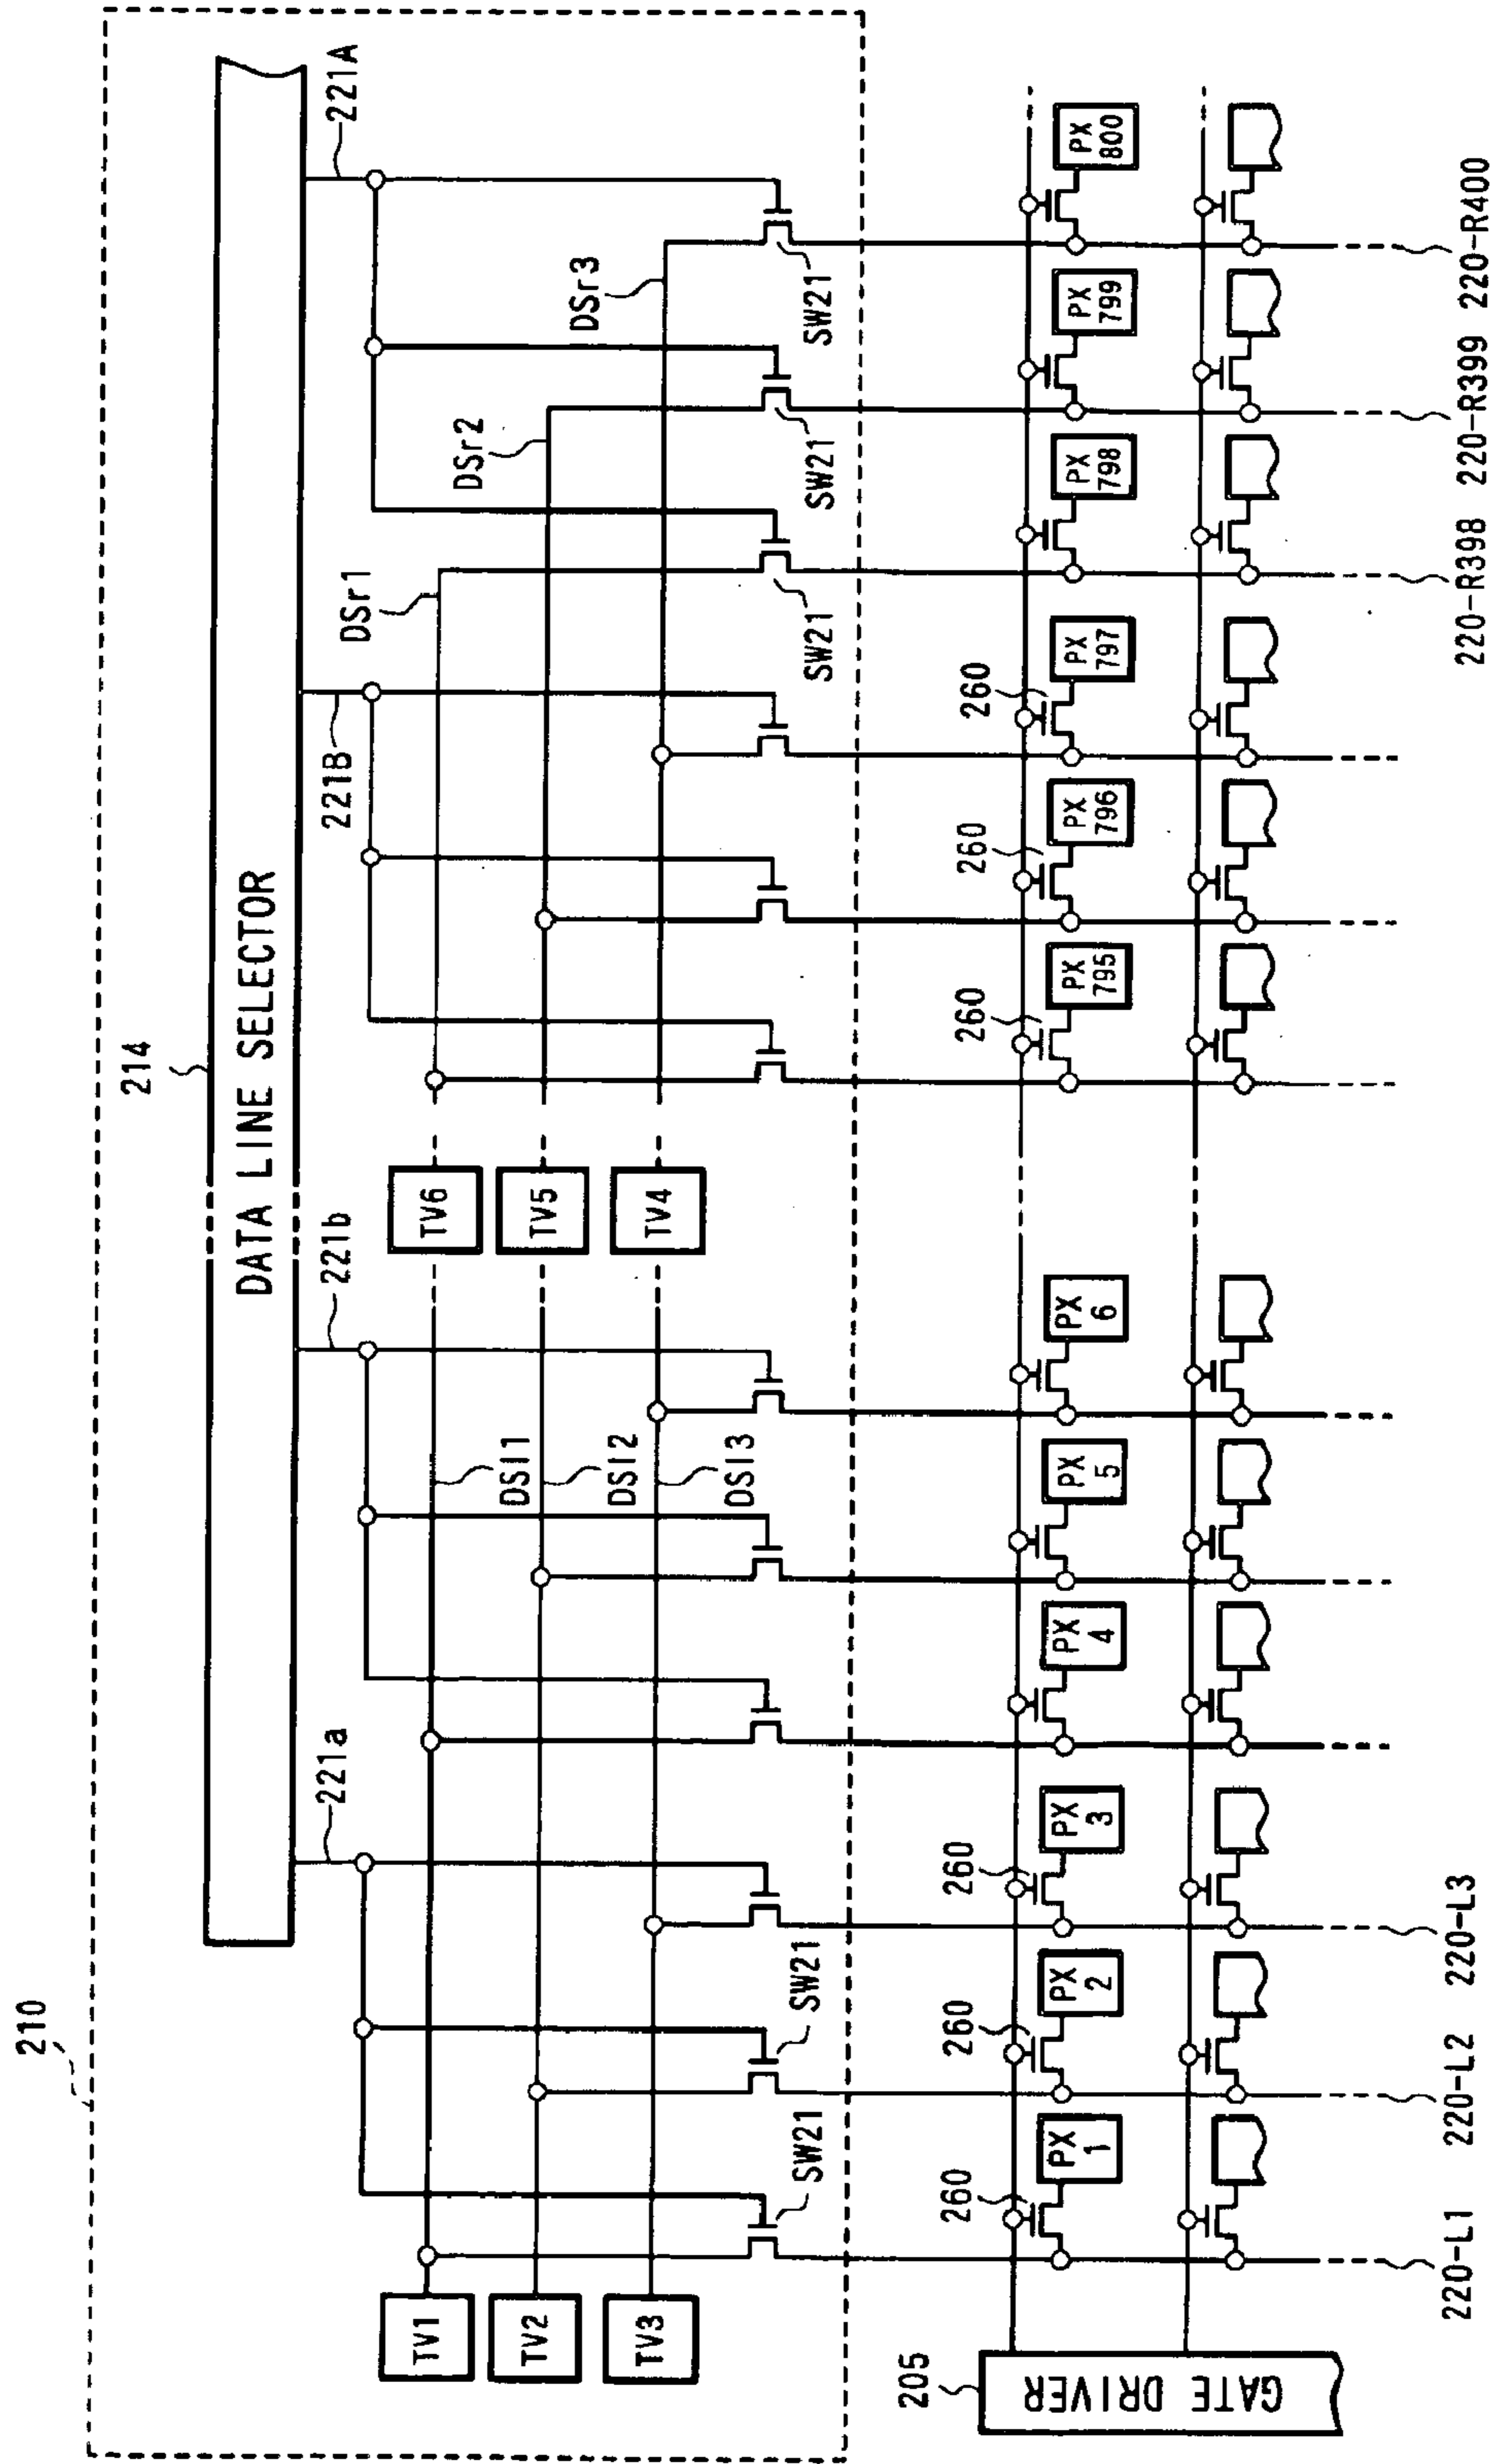 210
214
DATA LINE SELECTOR
221a
221b
221B
221A
TV1
TV2
TV3
DSl1
DSl2
DSl3
TV6
TV5
TV4
DSr1
DSr2
DSr3
SW21
SW21
SW21
SW21
SW21
205
GATE DRIVER
260
260
260
260
260
260
PX 1
PX 2
PX 3
PX 4
PX 5
PX 6
PX 795
PX 796
PX 797
PX 798
PX 799
PX 800
220-L1
220-L2
220-L3
220-R398
220-R399
220-R400